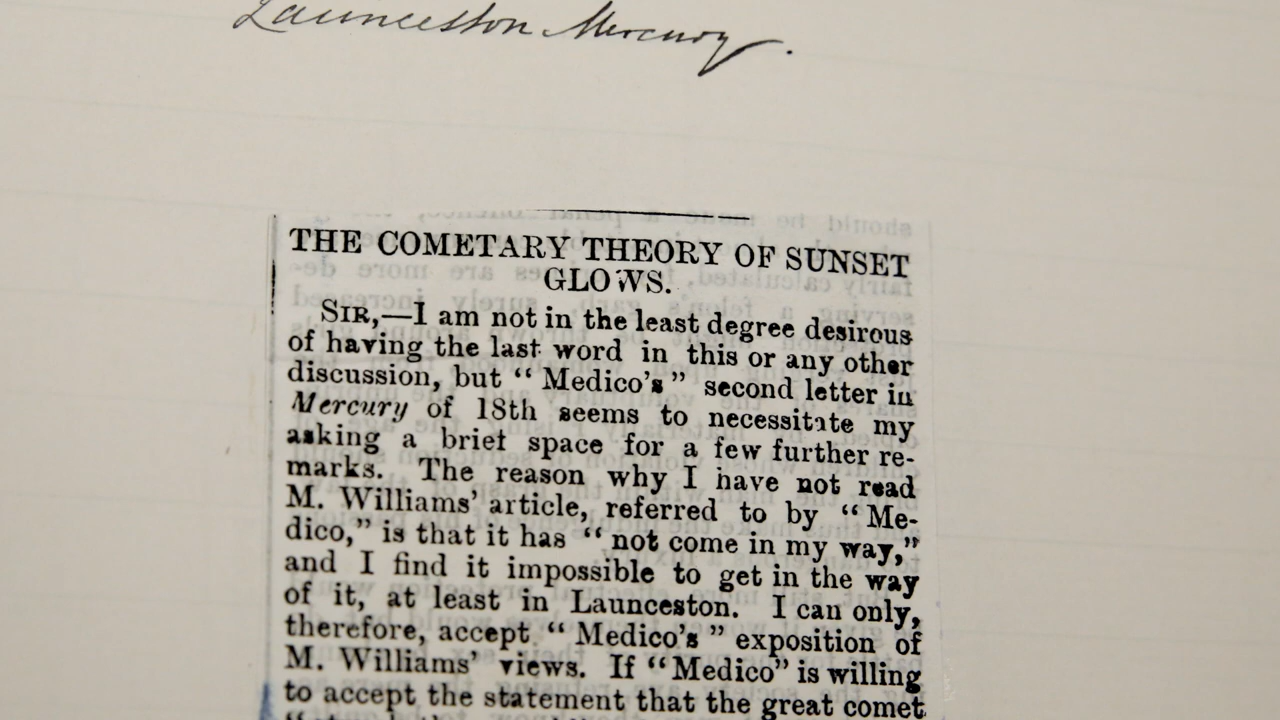 Launceston Mercury.
THE COMETARY THEORY OF SUNSET
GLOWS.
SIR,—I am not in the least degree desirous
of having the last word in this or any other
discussion, but “ Medico’s ” second letter in
Mercury of 18th seems to necessitate my
asking a brief space for a few further re-
marks. The reason why I have not read
M. Williams’ article, referred to by “ Me-
dico,” is that it has “ not come in my way,”
and I find it impossible to get in the way
of it, at least in Launceston. I can only,
therefore, accept “ Medico’s ” exposition of
M. Williams’ views. If “ Medico” is willing
to accept the statement that the great comet